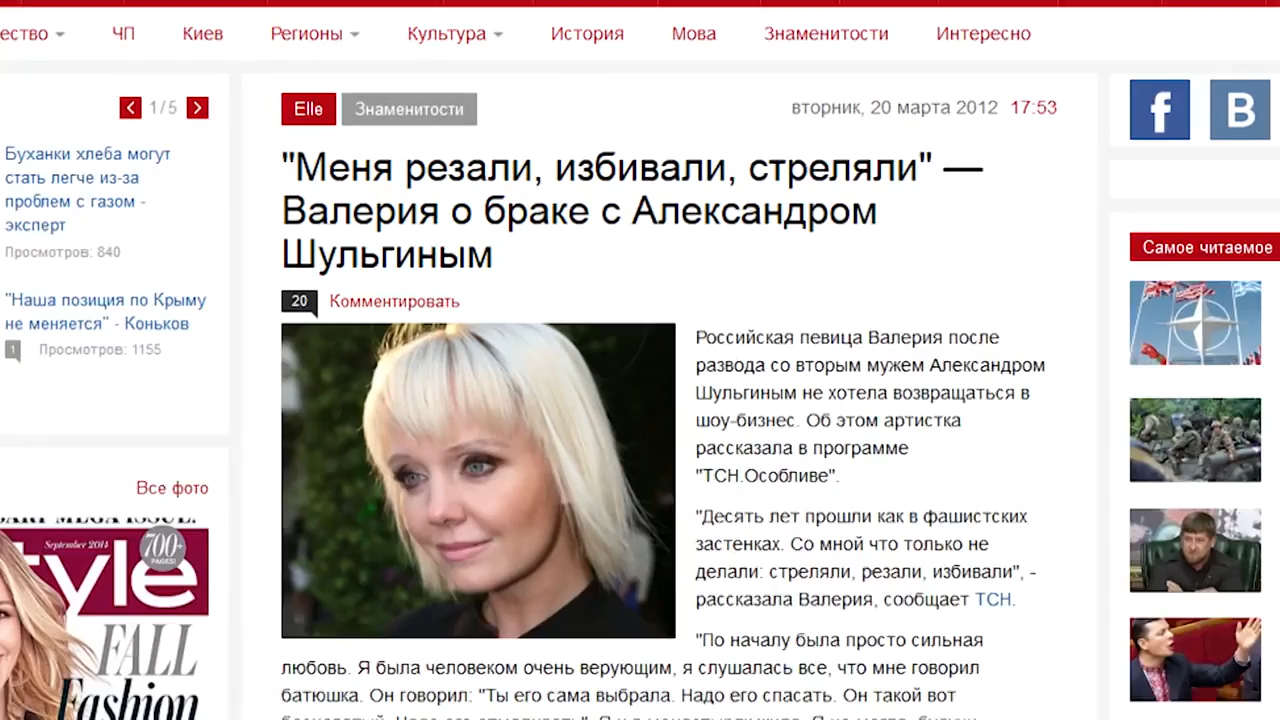 ество
ЧП
Киев
Регионы
Культура
История
Мова
Знаменитости
Интересно
1/5
Буханки хлеба могут
стать легче из-за
проблем с газом -
эксперт
Просмотров: 840
"Наша позиция по Крыму
не меняется" - Коньков
1 Просмотров: 1155
Все фото
September 2014
700+
PAGES!
tyle
FALL
Fashion
Elle
Знаменитости
вторник, 20 марта 2012 17:53
"Меня резали, избивали, стреляли" —
Валерия о браке с Александром
Шульгиным
20 Комментировать
Российская певица Валерия после
развода со вторым мужем Александром
Шульгиным не хотела возвращаться в
шоу-бизнес. Об этом артистка
рассказала в программе
"ТСН.Особливе".
"Десять лет прошли как в фашистских
застенках. Со мной что только не
делали: стреляли, резали, избивали", -
рассказала Валерия, сообщает ТСН.
"По началу была просто сильная
любовь. Я была человеком очень верующим, я слушалась все, что мне говорил
батюшка. Он говорил: "Ты его сама выбрала. Надо его спасать. Он такой вот
f
В
Самое читаемое